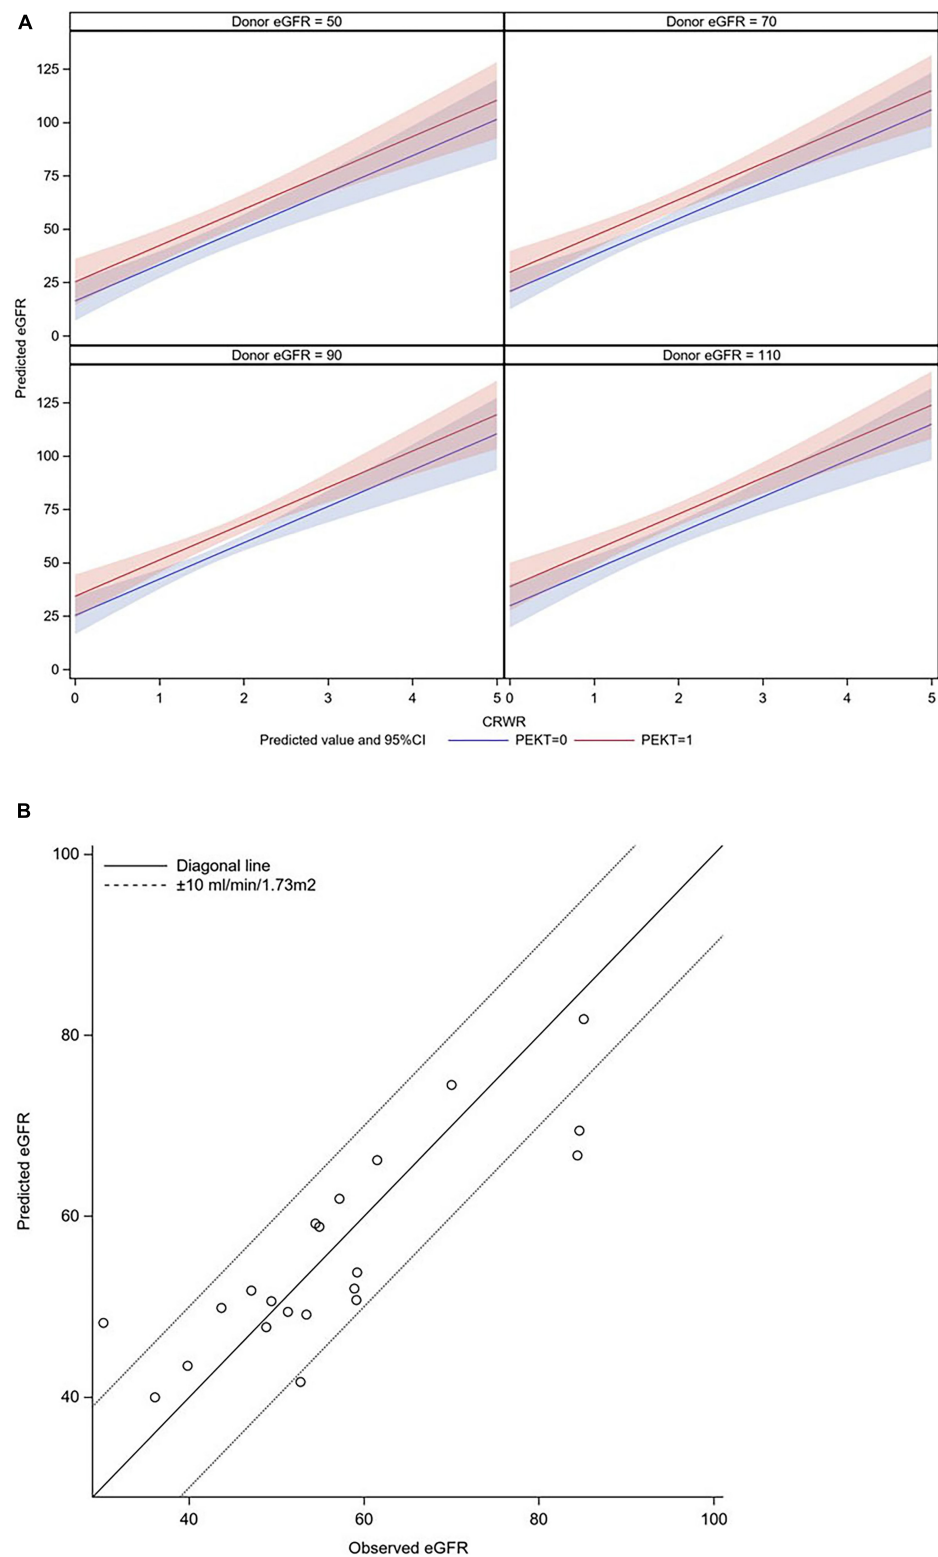 A
Donor eGFR = 50
Donor eGFR = 70
125
100
75
50
25
0
Donor eGFR = 90
Donor eGFR = 110
125
100
75
50
25
0
Predicted eGFR
0 1 2 3 4 5 0 1 2 3 4 5
CRWR
Predicted value and 95%CI PEKT=0 PEKT=1
B
100
80
60
40
Diagonal line
±10 ml/min/1.73m2
Predicted eGFR
40 60 80 100
Observed eGFR